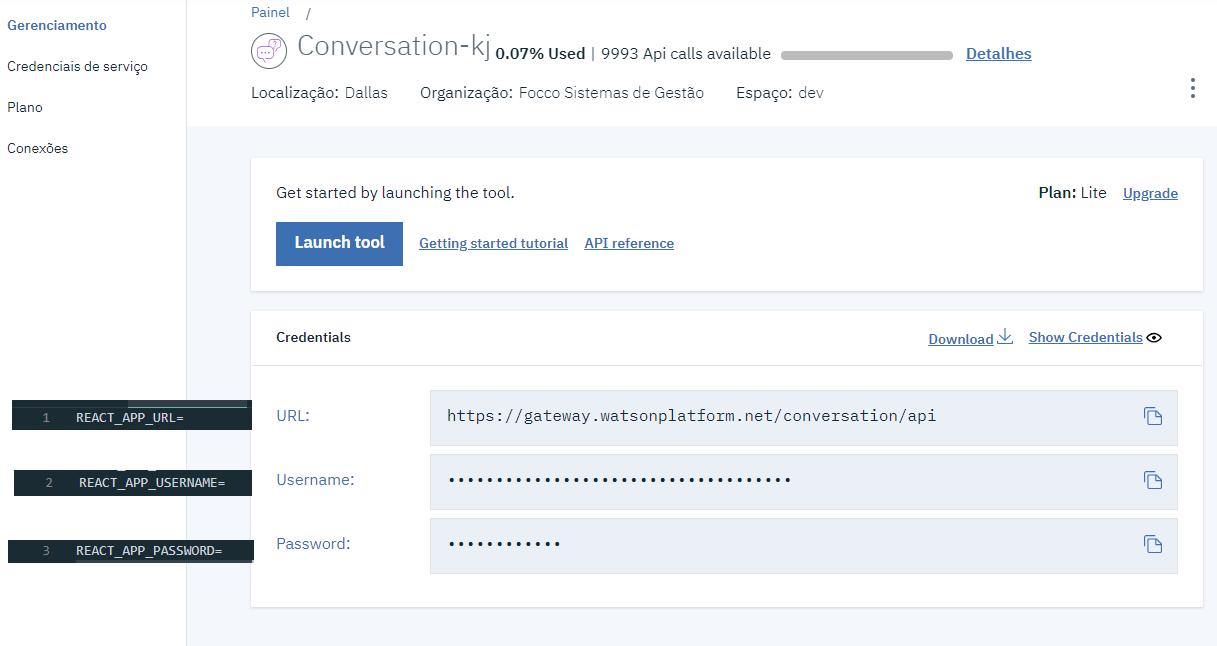 Gerenciamento
Credenciais de serviço
Plano
Conexões
Painel /
Conversation-kj 0.07% Used | 9993 Api calls available Detalhes
Localização: Dallas Organização: Focco Sistemas de Gestão Espaço: dev
Get started by launching the tool. Plan: Lite Upgrade
Launch tool Getting started tutorial API reference
Credentials Download Show Credentials
1 REACT_APP_URL= URL: https://gateway.watsonplatform.net/conversation/api
2 REACT_APP_USERNAME= Username: ••••••••••••••••••••••••••••••••••••
3 REACT_APP_PASSWORD= Password: ••••••••••••